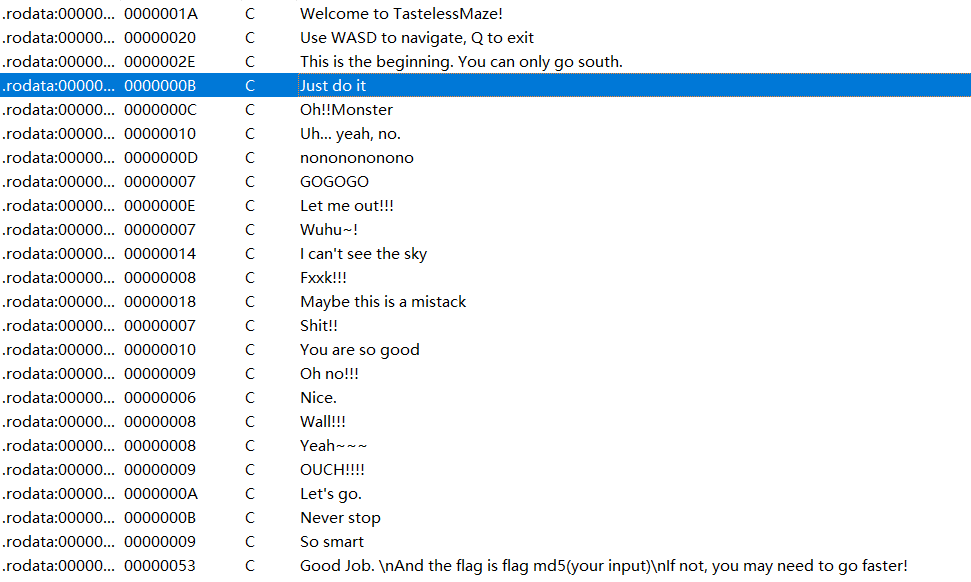 .rodata:00000... 0000001A C Welcome to TastelessMaze!
.rodata:00000... 00000020 C Use WASD to navigate, Q to exit
.rodata:00000... 0000002E C This is the beginning. You can only go south.
.rodata:00000... 0000000B C Just do it
.rodata:00000... 0000000C C Oh!!Monster
.rodata:00000... 00000010 C Uh... yeah, no.
.rodata:00000... 0000000D C nonononona
.rodata:00000... 00000007 C GOGOGO
.rodata:00000... 0000000E C Let me out!!!
.rodata:00000... 00000007 C Wuhu~!
.rodata:00000... 00000014 C I can't see the sky
.rodata:00000... 00000008 C Fxxk!!!
.rodata:00000... 00000018 C Maybe this is a mistack
.rodata:00000... 00000007 C Shit!!
.rodata:00000... 00000010 C You are so good
.rodata:00000... 00000009 C Oh no!!!
.rodata:00000... 00000006 C Nice.
.rodata:00000... 00000008 C Wall!!!
.rodata:00000... 00000008 C Yeah~~~
.rodata:00000... 00000009 C OUCH!!!!
.rodata:00000... 0000000A C Let's go.
.rodata:00000... 0000000B C Never stop
.rodata:00000... 00000009 C So smart
.rodata:00000... 00000053 C Good Job. \nAnd the flag is flag md5(your input)\nIf not, you may need to go faster!